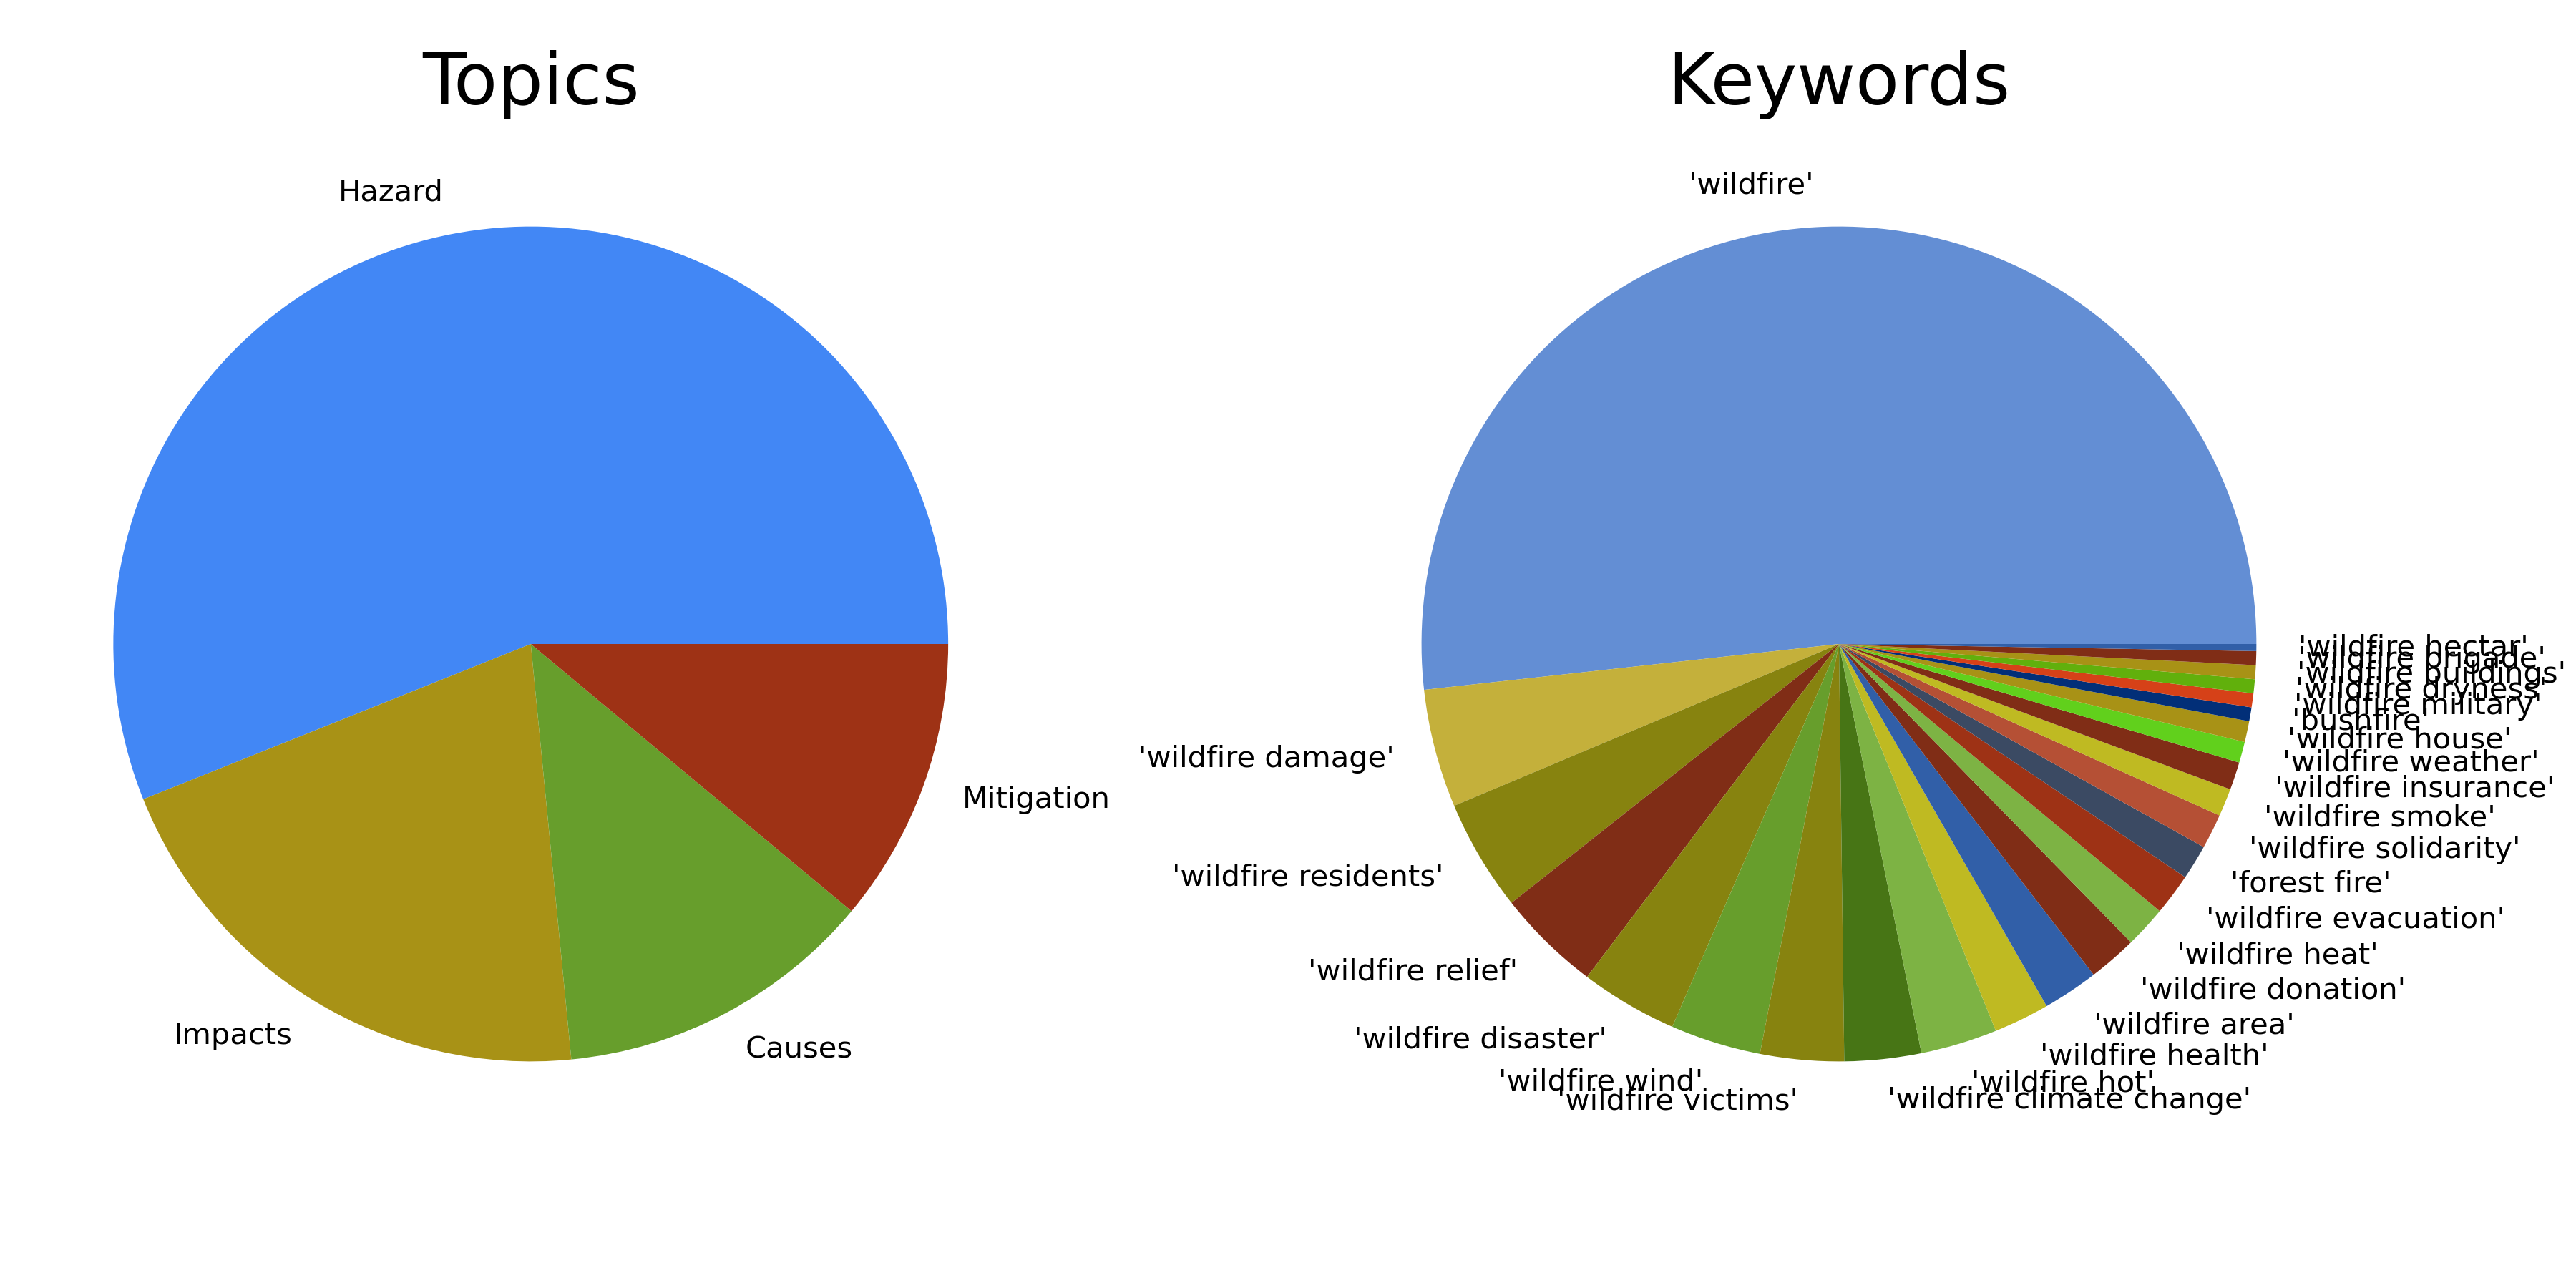 Topics
Hazard
Impacts
Causes
Mitigation
Keywords
'wildfire'
'wildfire damage'
'wildfire residents'
'wildfire relief'
'wildfire disaster'
'wildfire wind'
'wildfire victims'
'wildfire climate change'
'wildfire hot'
'wildfire health'
'wildfire area'
'wildfire donation'
'wildfire heat'
'wildfire evacuation'
'forest fire'
'wildfire solidarity'
'wildfire smoke'
'wildfire insurance'
'wildfire weather'
'wildfire house'
'bushfire'
'wildfire military'
'wildfire dryness'
'wildfire buildings'
'wildfire brigade'
'wildfire hectar'